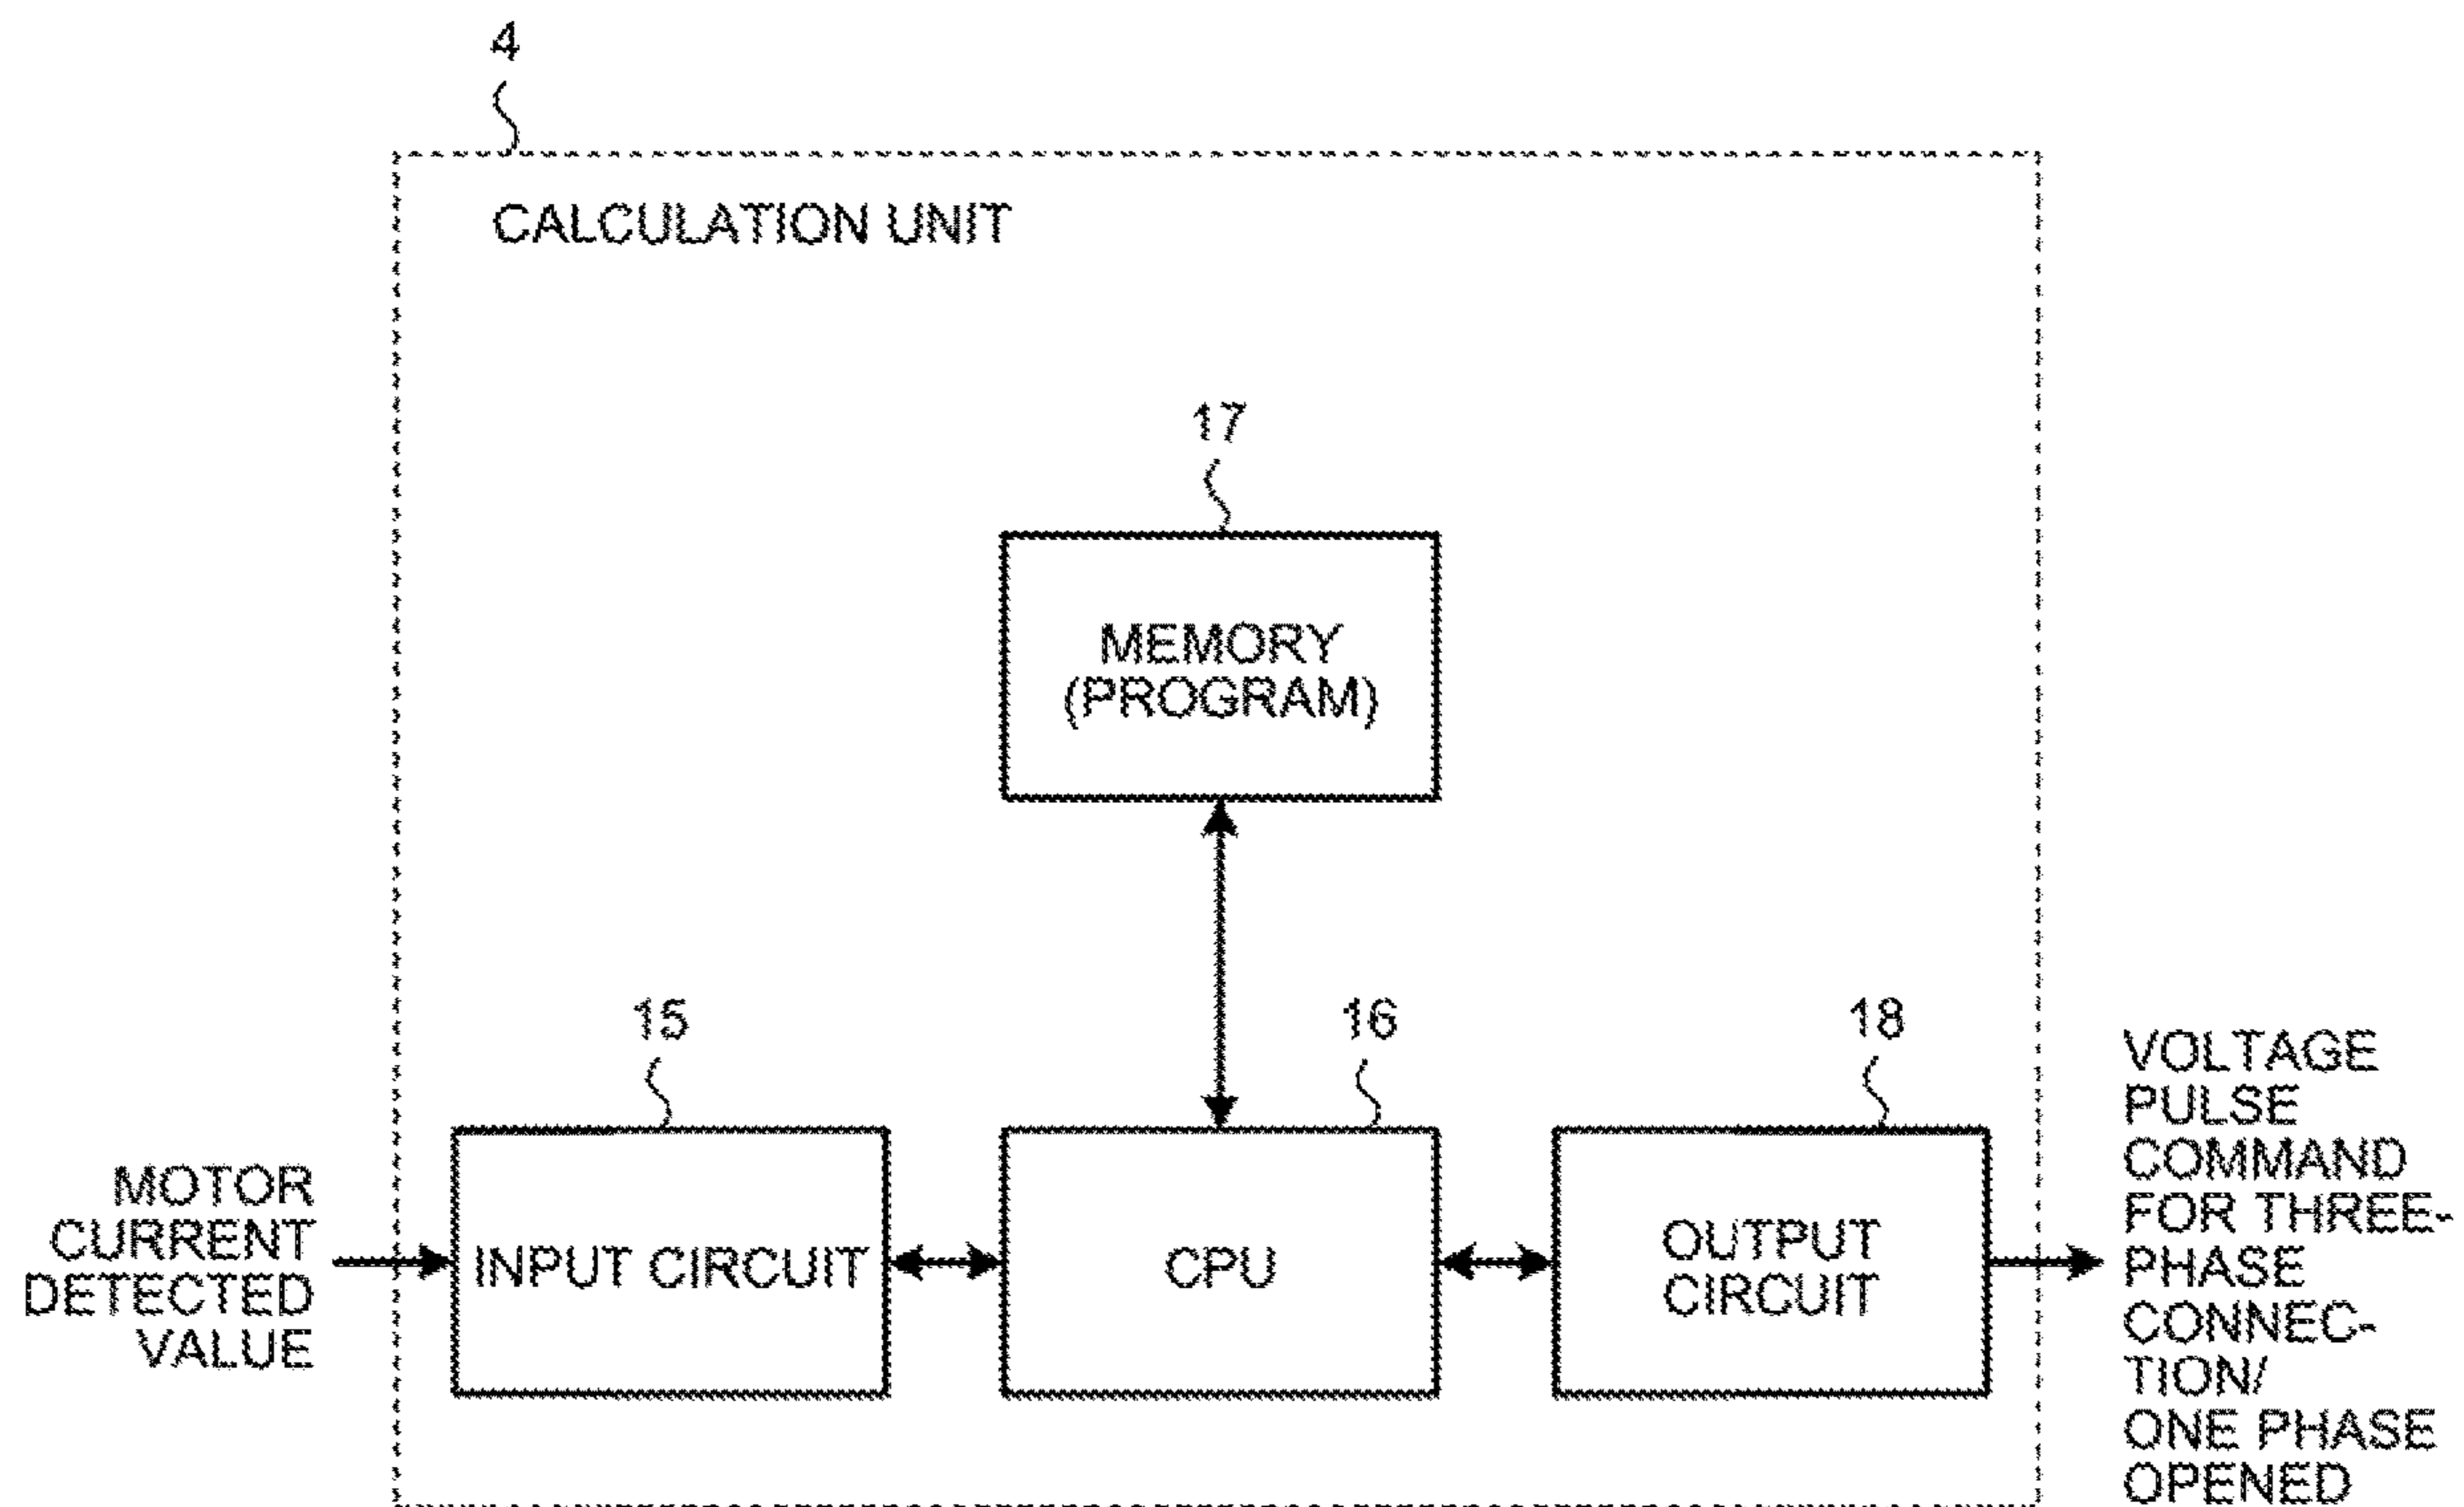 4
CALCULATION UNIT
17
MEMORY
(PROGRAM)
15
16
18
MOTOR
CURRENT
DETECTED
VALUE
INPUT CIRCUIT
CPU
OUTPUT
CIRCUIT
VOLTAGE
PULSE
COMMAND
FOR THREE-
PHASE
CONNEC-
TION/
ONE PHASE
OPENED